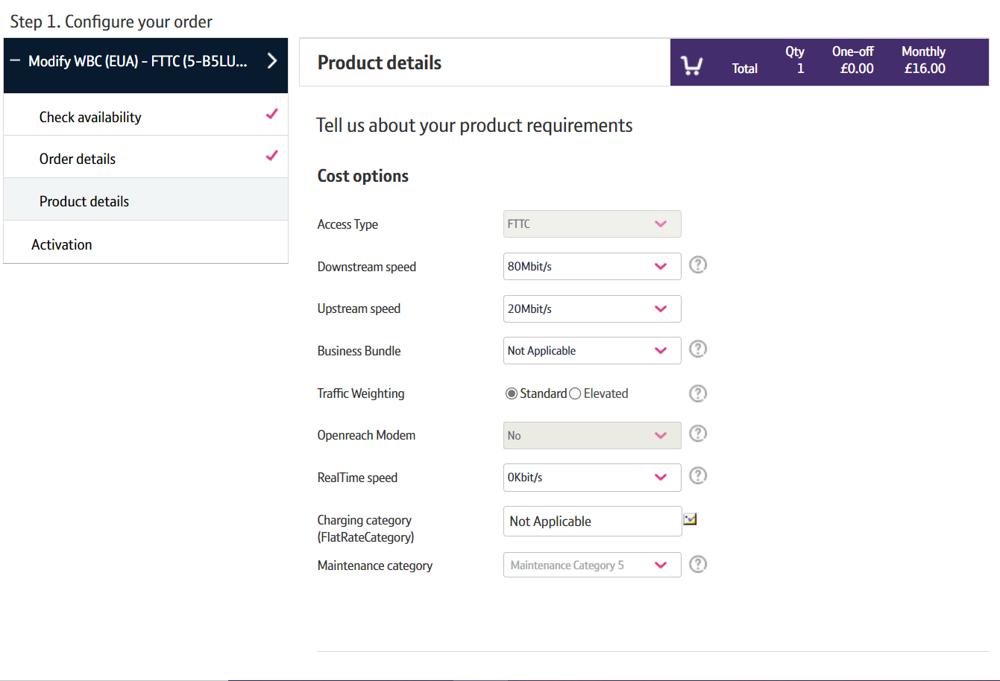 Step 1. Configure your order
Modify WBC (EUA) - FTTC (5-B5LU...
Check availability
Order details
Product details
Activation
Product details
Qty One-off Monthly
Total 1 £0.00 £16.00
Tell us about your product requirements
Cost options
Access Type FTTC
Downstream speed 80Mbit/s
Upstream speed 20Mbit/s
Business Bundle Not Applicable
Traffic Weighting Standard Elevated
Openreach Modem No
RealTime speed 0Kbit/s
Charging category
(FlatRateCategory) Not Applicable
Maintenance category Maintenance Category 5